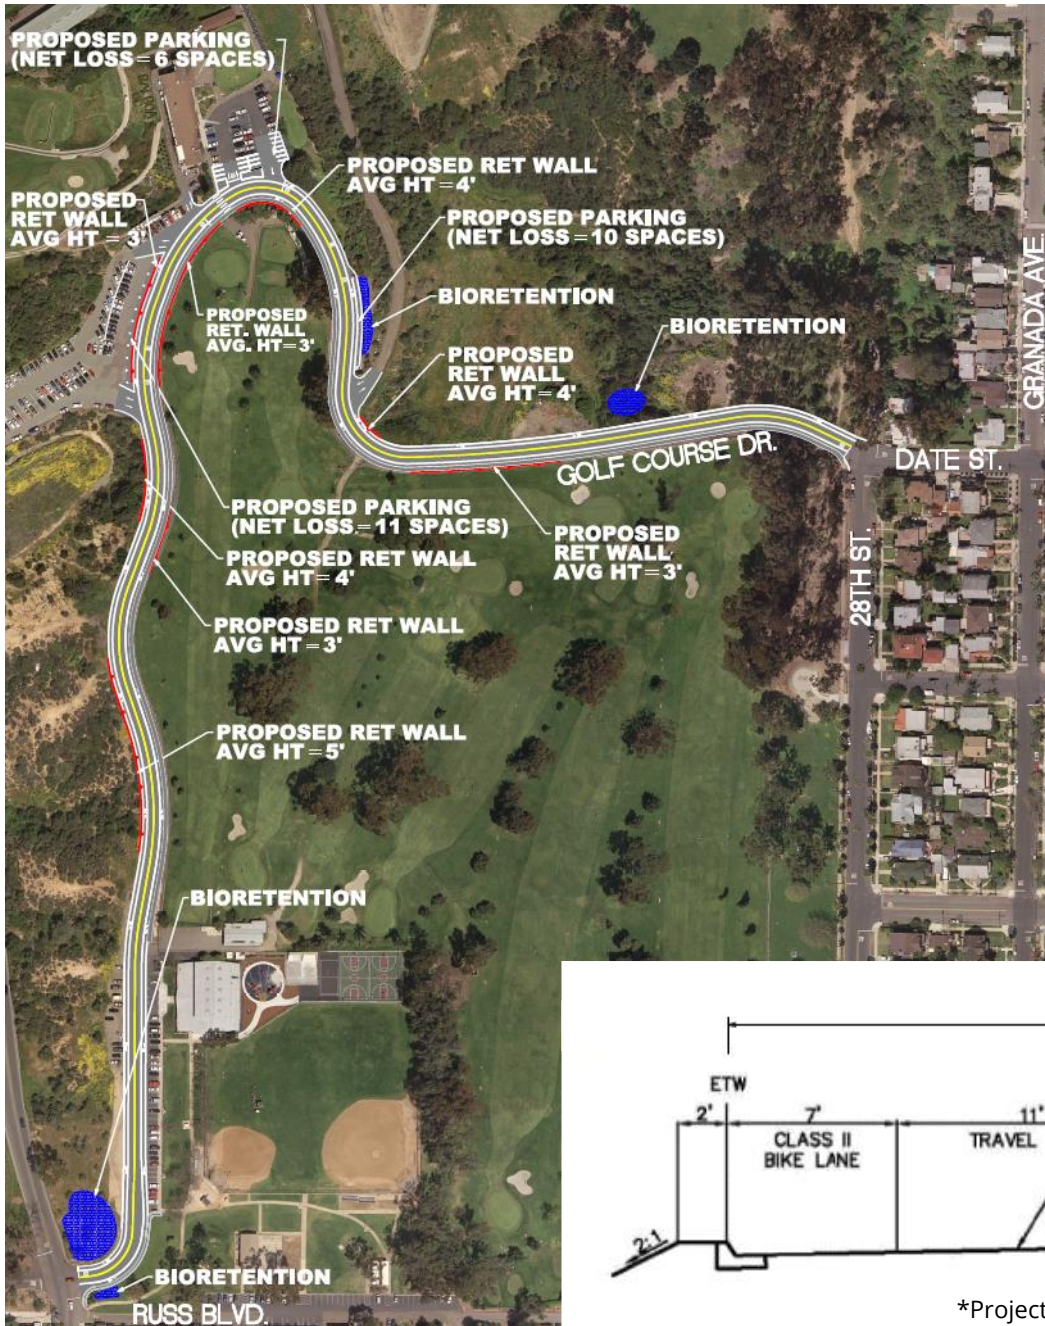 PROPOSED PARKING
(NET LOSS=6 SPACES)
PROPOSED RET WALL
AVG HT=4'
PROPOSED
RET WALL
AVG HT=3'
PROPOSED PARKING
(NET LOSS=10 SPACES)
BIORETENTION
PROPOSED
RET. WALL
AVG. HT=3'
BIORETENTION
PROPOSED
RET WALL
AVG HT=4'
GRANADA AVE.
GOLF COURSE DR.
DATE ST.
PROPOSED PARKING
(NET LOSS=11 SPACES)
PROPOSED
RET WALL
AVG HT=3'
28TH ST.
PROPOSED RET WALL
AVG HT=4'
PROPOSED RET WALL
AVG HT=3'
PROPOSED RET WALL
AVG HT=5'
BIORETENTION
ETW
2' 7' 11'
CLASS II
BIKE LANE
TRAVEL
2:1
BIORETENTION
RUSS BLVD.
*Project